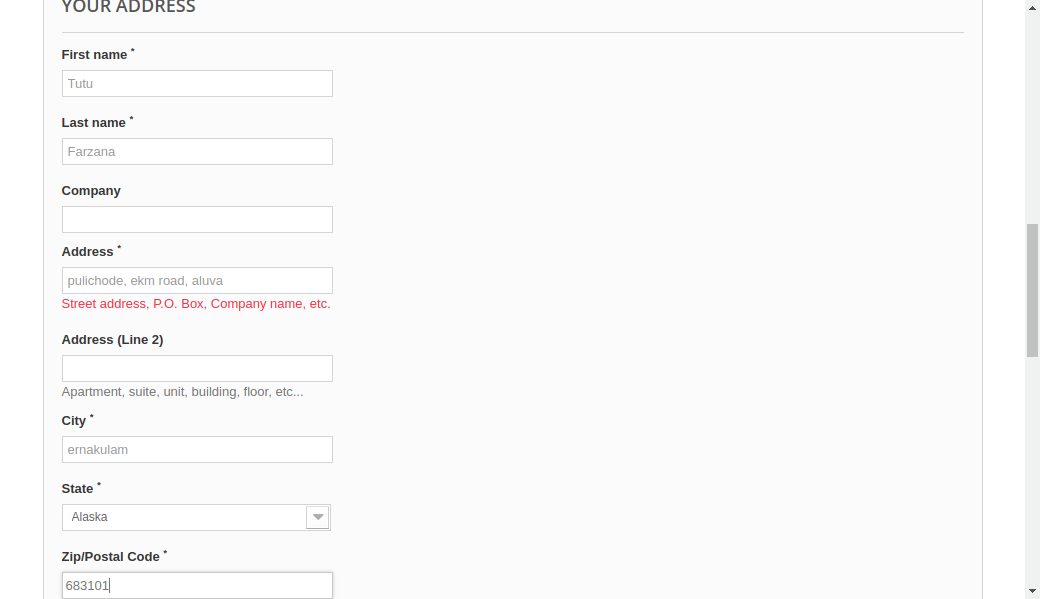 YOUR ADDRESS
First name *
Tutu
Last name *
Farzana
Company
Address *
pulichode, ekm road, aluva
Street address, P.O. Box, Company name, etc.
Address (Line 2)
Apartment, suite, unit, building, floor, etc...
City *
ernakulam
State *
Alaska
Zip/Postal Code *
683101